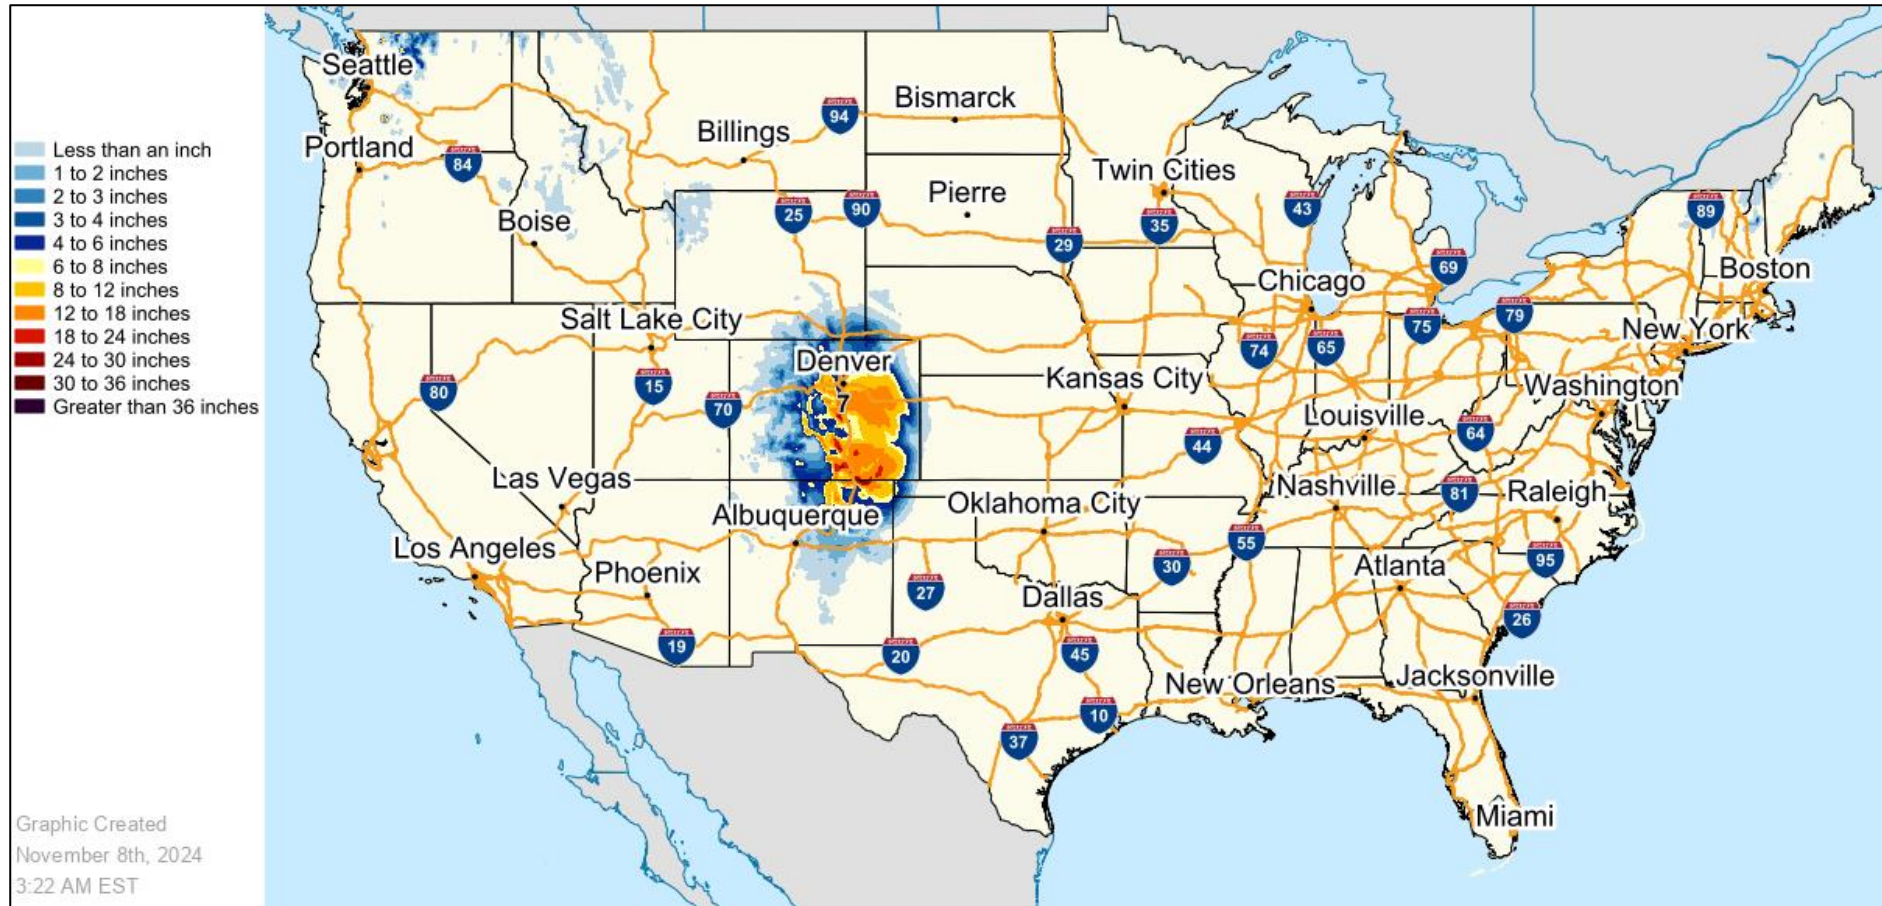 Less than an inch
1 to 2 inches
2 to 3 inches
3 to 4 inches
4 to 6 inches
6 to 8 inches
8 to 12 inches
12 to 18 inches
18 to 24 inches
24 to 30 inches
30 to 36 inches
Greater than 36 inches
Graphic Created
November 8th, 2024
3:22 AM EST
Seattle
Portland
84
Boise
Billings
94
Bismarck
25
90
Pierre
Twin Cities
29
35
43
69
89
Boston
Salt Lake City
Chicago
79
New York
80
15
70
Denver
7
Kansas City
74
65
75
Washington
Louisville
44
64
Las Vegas
Albuquerque
Oklahoma City
Nashville
81
Raleigh
Los Angeles
Phoenix
27
30
55
95
Atlanta
Dallas
26
19
20
45
New Orleans
Jacksonville
37
10
Miami